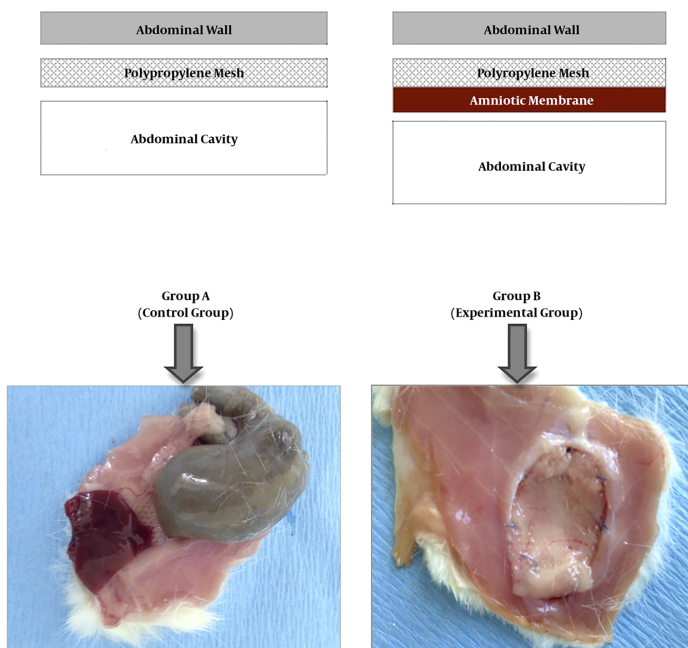 Abdominal Wall
Polypropylene Mesh
Abdominal Cavity
Abdominal Wall
Polyropylene Mesh
Amniotic Membrane
Abdominal Cavity
Group A
(Control Group)
Group B
(Experimental Group)